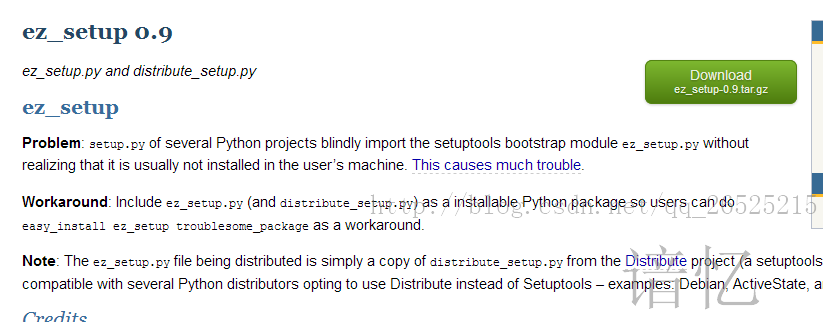 ez_setup 0.9
ez_setup.py and distribute_setup.py
Download
ez_setup-0.9.tar.gz
ez_setup
Problem: setup.py of several Python projects blindly import the setuptools bootstrap module ez_setup.py without
realizing that it is usually not installed in the user's machine. This causes much trouble.
Workaround: Include ez_setup.py (and distribute_setup.py) as a installable Python package so users can do
http://blog.csdn.net/qq_26525215
easy_install ez_setup troublesome_package as a workaround.
Note: The ez_setup.py file being distributed is simply a copy of distribute_setup.py from the Distribute project (a setuptools
compatible with several Python distributors opting to use Distribute instead of Setuptools – examples: Debian, ActiveState,
谙忆
Credits